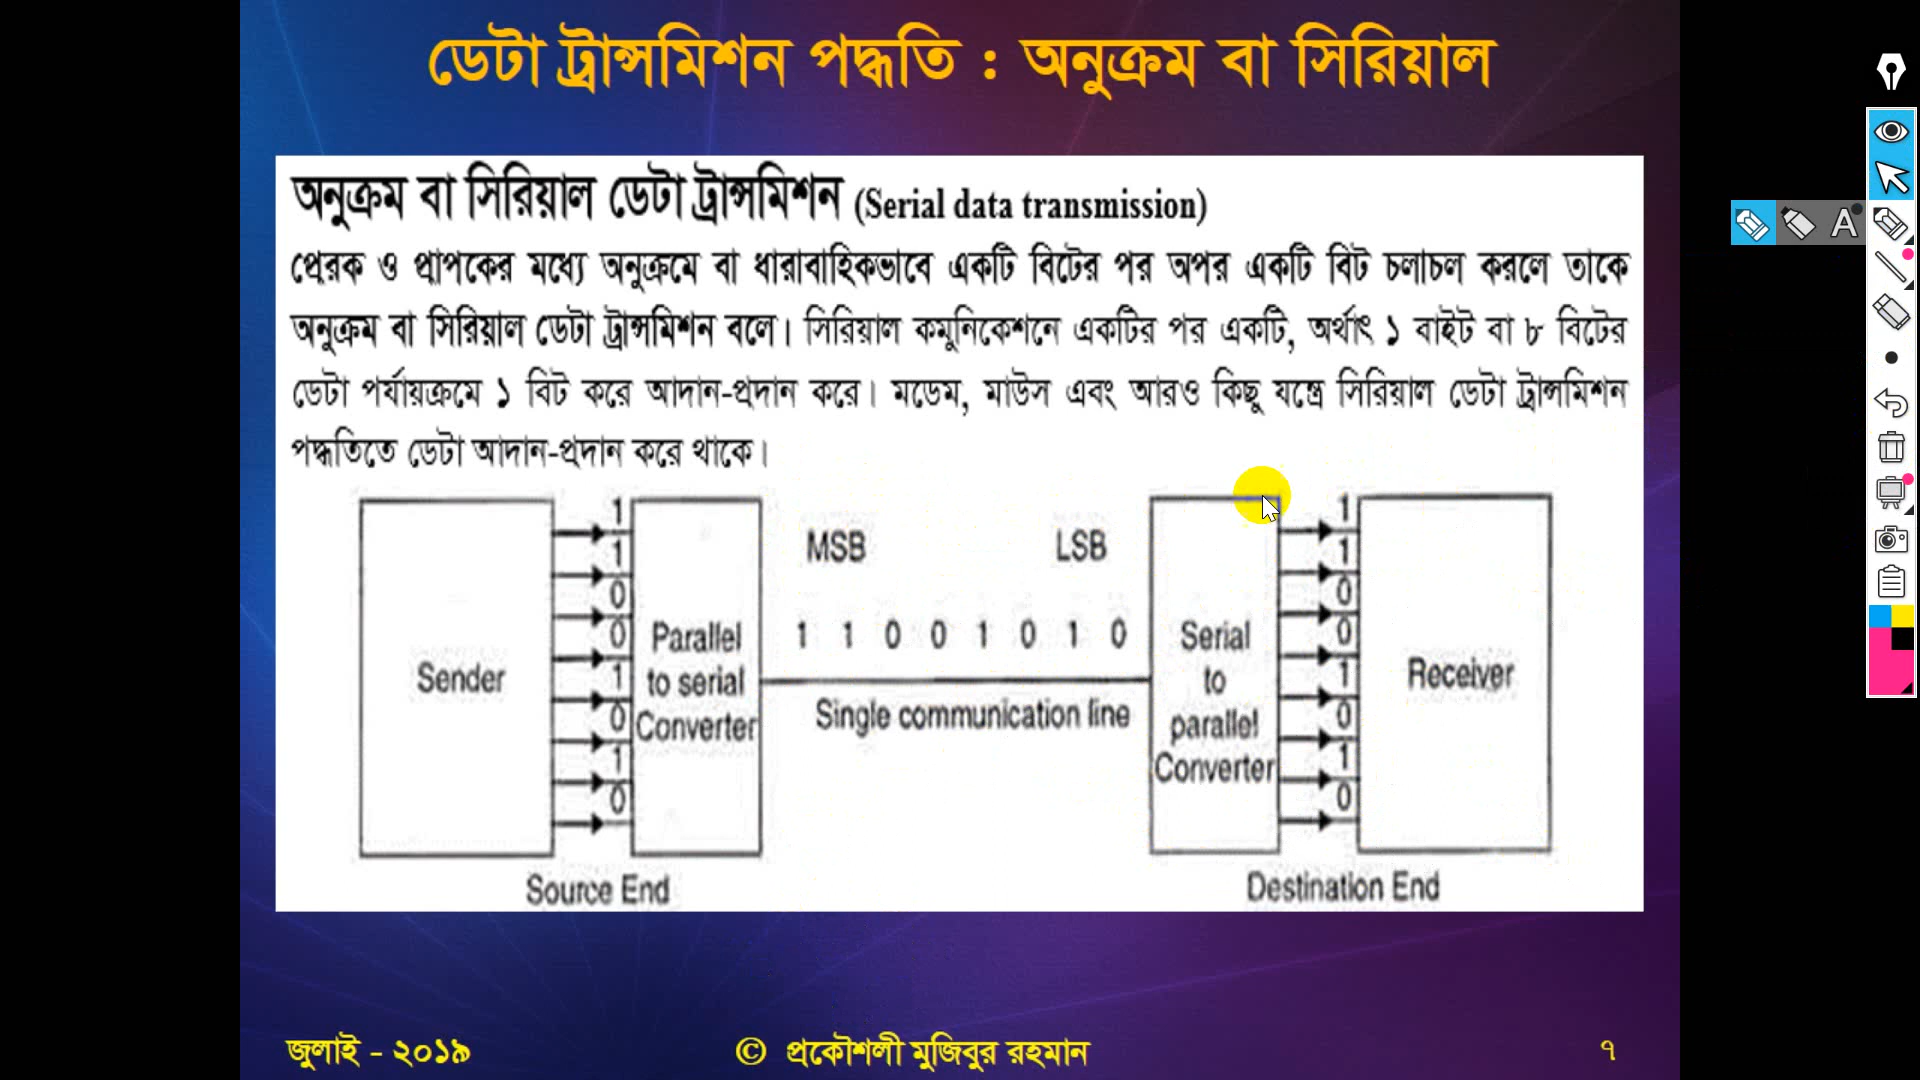 ডেটা ট্রান্সমিশন পদ্ধতি : অনুক্রম বা সিরিয়াল
অনুক্রম বা সিরিয়াল ডেটা ট্রান্সমিশন (Serial data transmission)
প্রেরক ও প্রাপকের মধ্যে অনুক্রমে বা ধারাবাহিকভাবে একটি বিটের পর অপর একটি বিট চলাচল করলে তাকে
অনুক্রম বা সিরিয়াল ডেটা ট্রান্সমিশন বলে। সিরিয়াল কমুনিকেশনে একটির পর একটি, অর্থাৎ ১ বাইট বা ৮ বিটের
ডেটা পর্যায়ক্রমে ১ বিট করে আদান-প্রদান করে। মডেম, মাউস এবং আরও কিছু যন্ত্রে সিরিয়াল ডেটা ট্রান্সমিশন
পদ্ধতিতে ডেটা আদান-প্রদান করে থাকে।
Sender
1
1
0
0
1
0
1
0
Parallel
to serial
Converter
MSB LSB
1 1 0 0 1 0 1 0
Single communication line
Serial
to
parallel
Converter
1
1
0
0
1
0
1
0
Receiver
Source End
Destination End
জুলাই - ২০১৯
© প্রকৌশলী মুজিবুর রহমান
৭
A